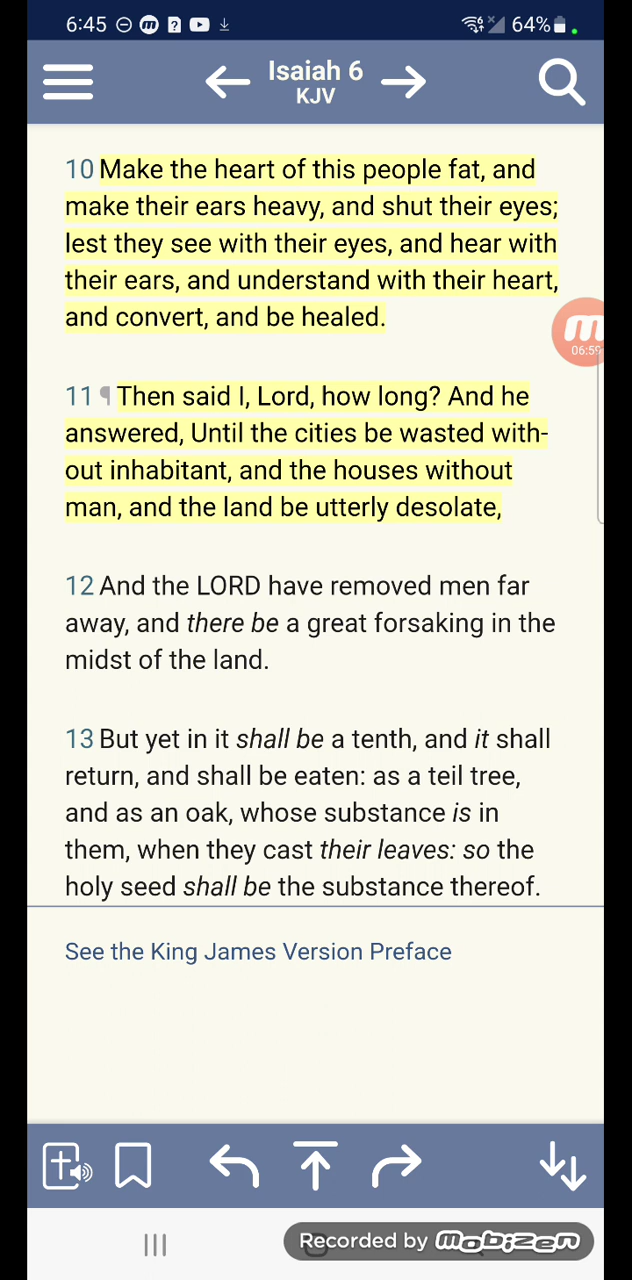 6:45 64%
Isaiah 6
KJV
10 Make the heart of this people fat, and
make their ears heavy, and shut their eyes;
lest they see with their eyes, and hear with
their ears, and understand with their heart,
and convert, and be healed.
06:59
11 ¶ Then said I, Lord, how long? And he
answered, Until the cities be wasted with-
out inhabitant, and the houses without
man, and the land be utterly desolate,
12 And the LORD have removed men far
away, and there be a great forsaking in the
midst of the land.
13 But yet in it shall be a tenth, and it shall
return, and shall be eaten: as a teil tree,
and as an oak, whose substance is in
them, when they cast their leaves: so the
holy seed shall be the substance thereof.
See the King James Version Preface
Recorded by mobizen